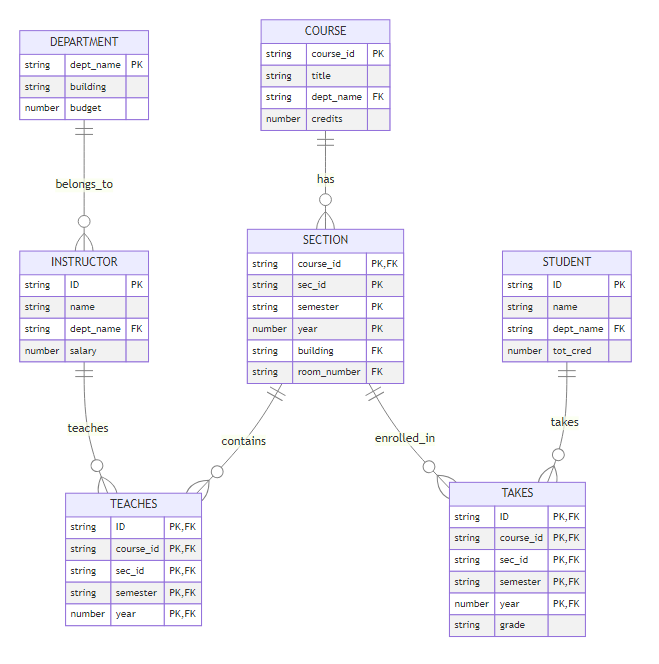 DEPARTMENT
string dept_name PK
string building
number budget
COURSE
string course_id PK
string title
string dept_name FK
number credits
belongs_to
has
INSTRUCTOR
string ID PK
string name
string dept_name FK
number salary
SECTION
string course_id PK,FK
string sec_id PK
string semester PK
number year PK
string building FK
string room_number FK
STUDENT
string ID PK
string name
string dept_name FK
number tot_cred
teaches
contains
enrolled_in
takes
TEACHES
string ID PK,FK
string course_id PK,FK
string sec_id PK,FK
string semester PK,FK
number year PK,FK
TAKES
string ID PK,FK
string course_id PK,FK
string sec_id PK,FK
string semester PK,FK
number year PK,FK
string grade